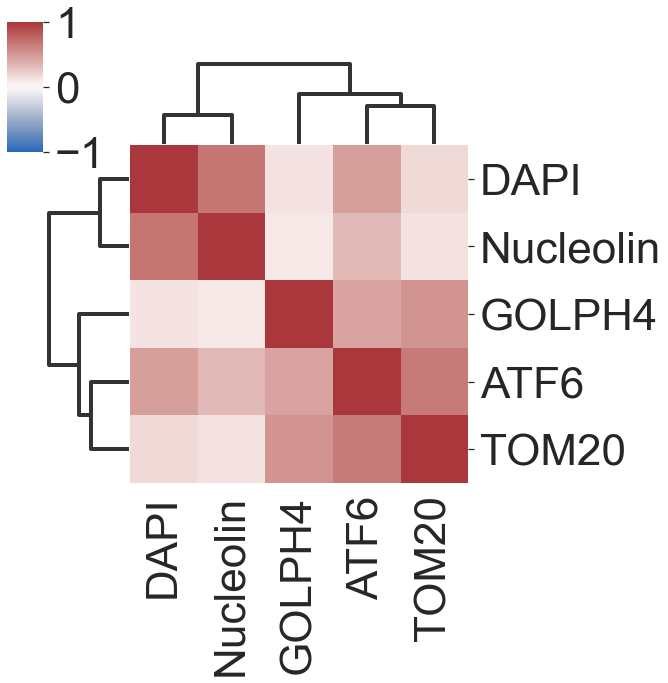 1
0
−1
DAPI
Nucleolin
GOLPH4
ATF6
TOM20
DAPI
Nucleolin
GOLPH4
ATF6
TOM20